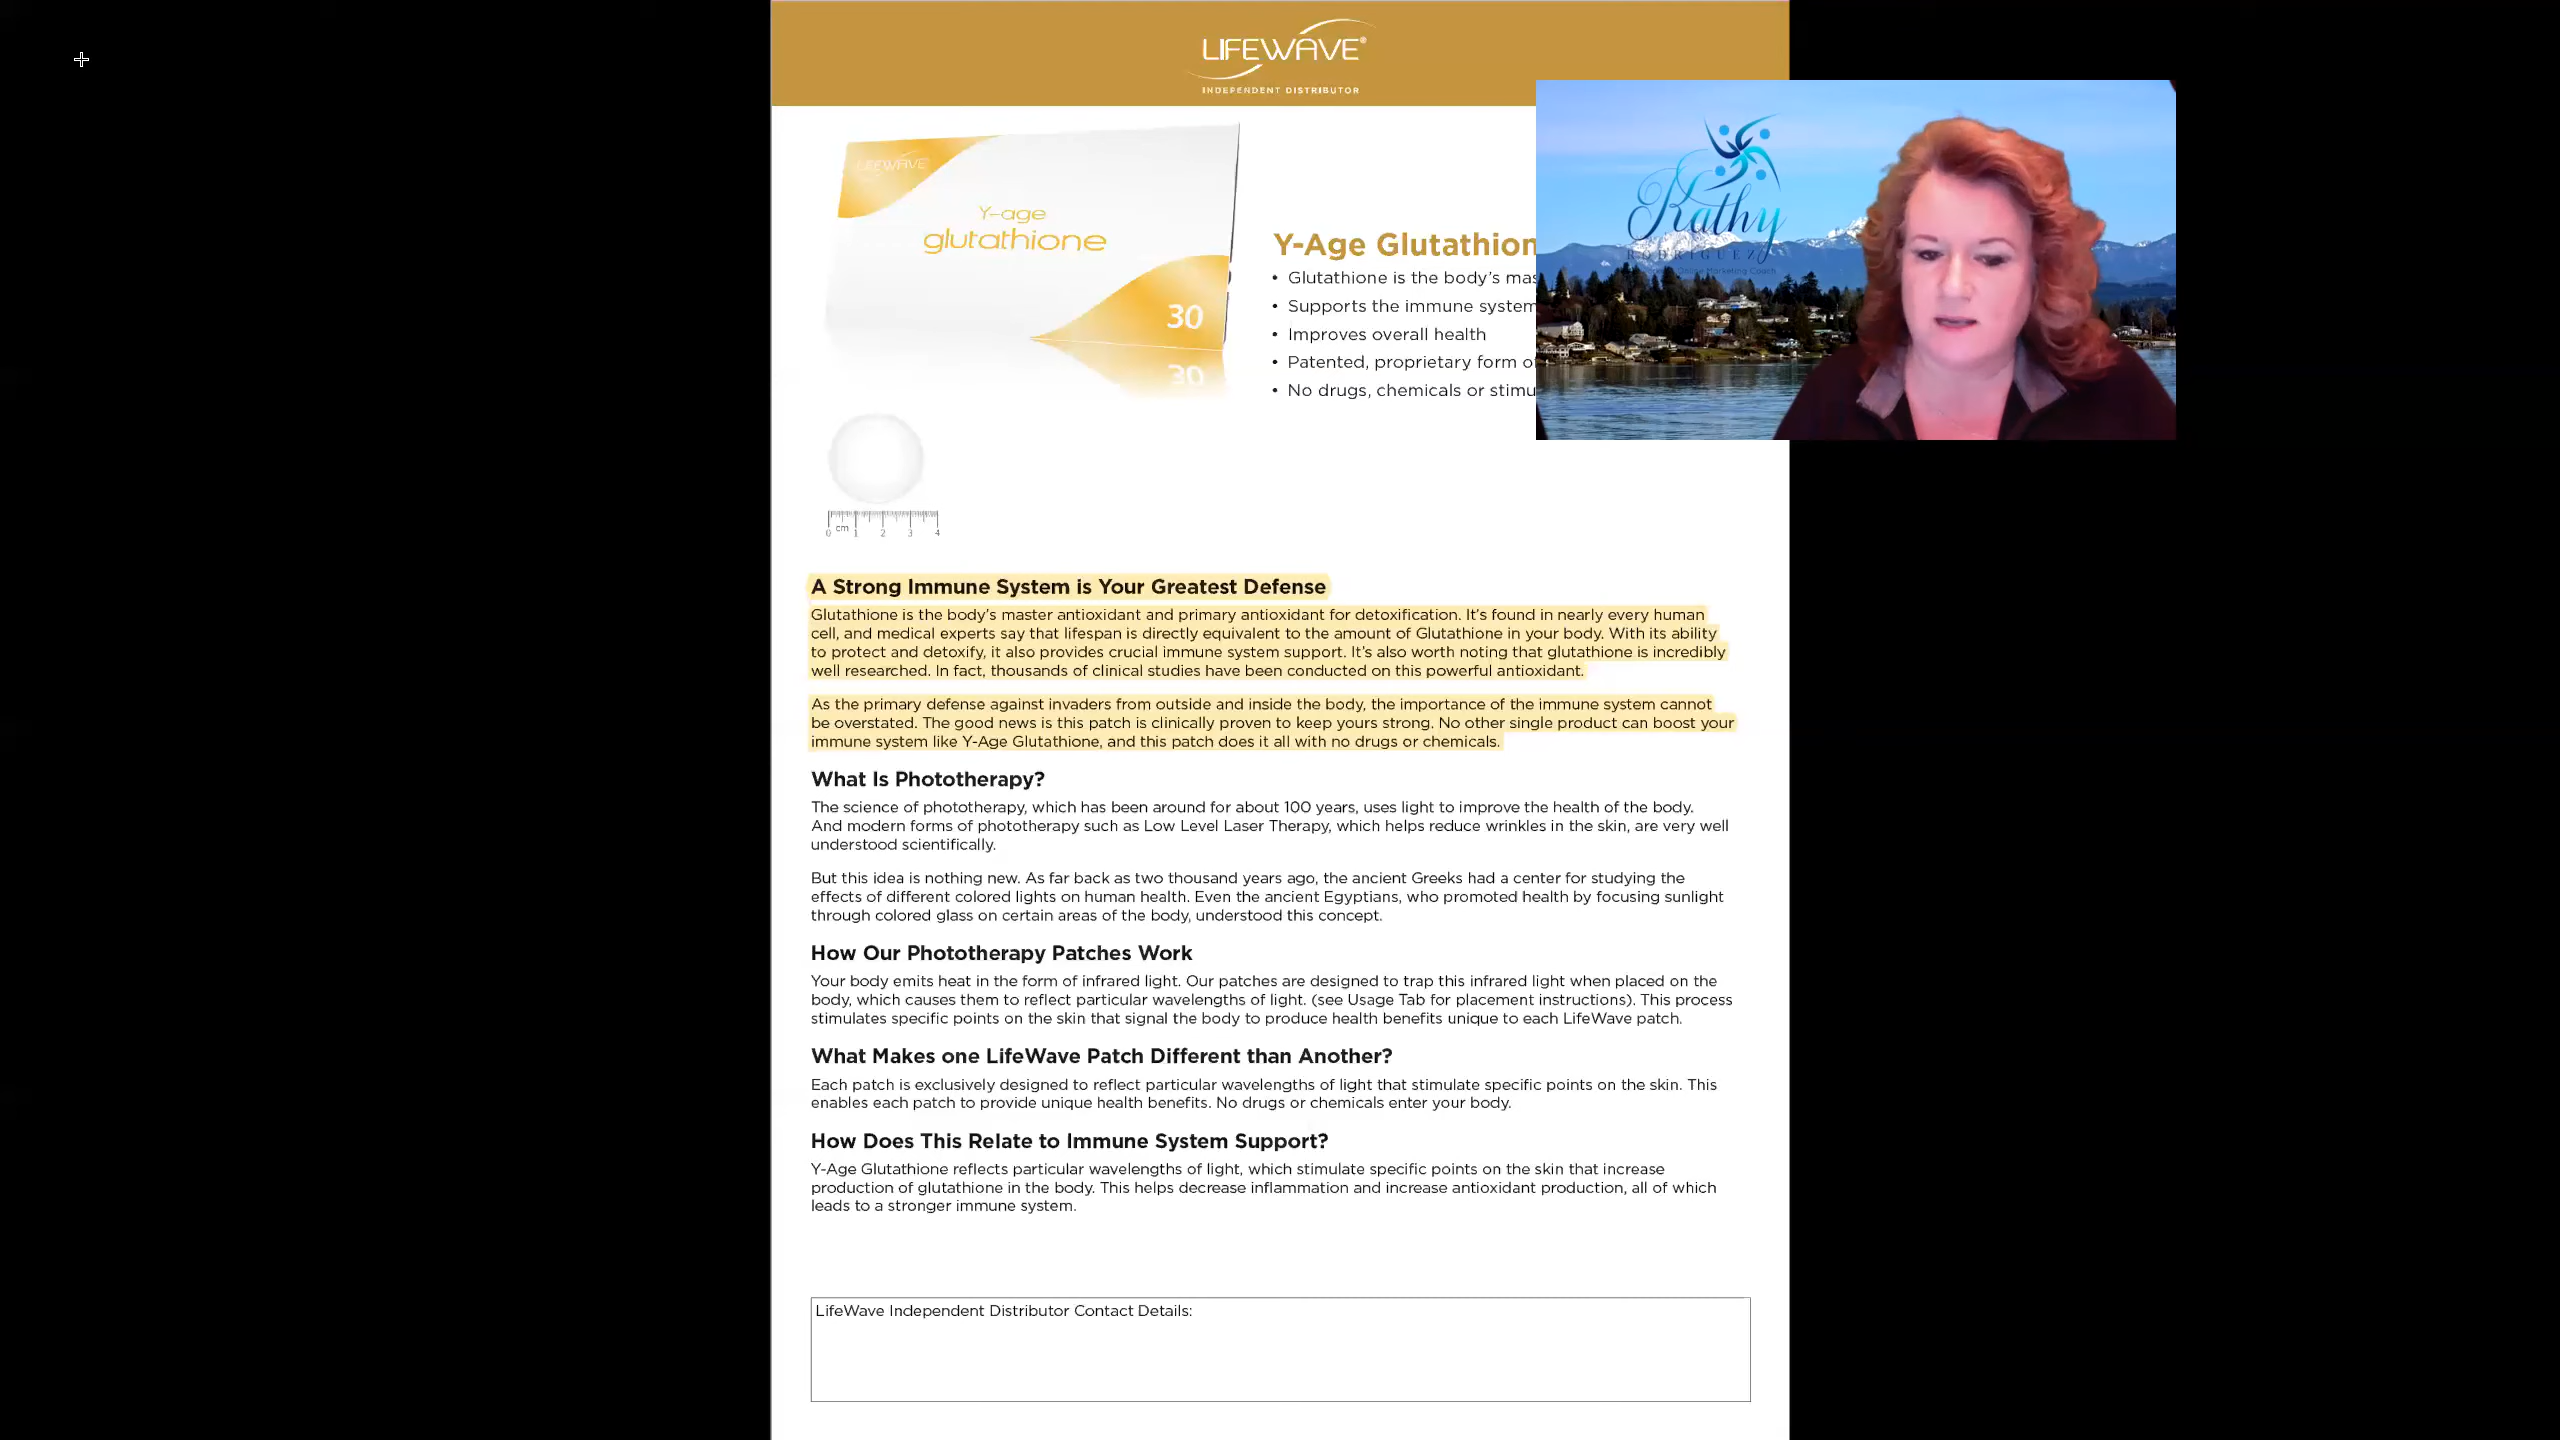 LIFEWAVE®
INDEPENDENT DISTRIBUTOR
LIFEWAVE
Y-age
glutathione
30
30
Y-Age Glutathion
• Glutathione is the body's mas
• Supports the immune system
• Improves overall health
• Patented, proprietary form o
• No drugs, chemicals or stimu
Kathy
RODRIGUEZ
Online Marketing Coach
cm
0 1 2 3 4
A Strong Immune System is Your Greatest Defense
Glutathione is the body's master antioxidant and primary antioxidant for detoxification. It's found in nearly every human
cell, and medical experts say that lifespan is directly equivalent to the amount of Glutathione in your body. With its ability
to protect and detoxify, it also provides crucial immune system support. It's also worth noting that glutathione is incredibly
well researched. In fact, thousands of clinical studies have been conducted on this powerful antioxidant.
As the primary defense against invaders from outside and inside the body, the importance of the immune system cannot
be overstated. The good news is this patch is clinically proven to keep yours strong. No other single product can boost your
immune system like Y-Age Glutathione, and this patch does it all with no drugs or chemicals.
What Is Phototherapy?
The science of phototherapy, which has been around for about 100 years, uses light to improve the health of the body.
And modern forms of phototherapy such as Low Level Laser Therapy, which helps reduce wrinkles in the skin, are very well
understood scientifically.
But this idea is nothing new. As far back as two thousand years ago, the ancient Greeks had a center for studying the
effects of different colored lights on human health. Even the ancient Egyptians, who promoted health by focusing sunlight
through colored glass on certain areas of the body, understood this concept.
How Our Phototherapy Patches Work
Your body emits heat in the form of infrared light. Our patches are designed to trap this infrared light when placed on the
body, which causes them to reflect particular wavelengths of light. (see Usage Tab for placement instructions). This process
stimulates specific points on the skin that signal the body to produce health benefits unique to each LifeWave patch.
What Makes one LifeWave Patch Different than Another?
Each patch is exclusively designed to reflect particular wavelengths of light that stimulate specific points on the skin. This
enables each patch to provide unique health benefits. No drugs or chemicals enter your body.
How Does This Relate to Immune System Support?
Y-Age Glutathione reflects particular wavelengths of light, which stimulate specific points on the skin that increase
production of glutathione in the body. This helps decrease inflammation and increase antioxidant production, all of which
leads to a stronger immune system.
LifeWave Independent Distributor Contact Details: